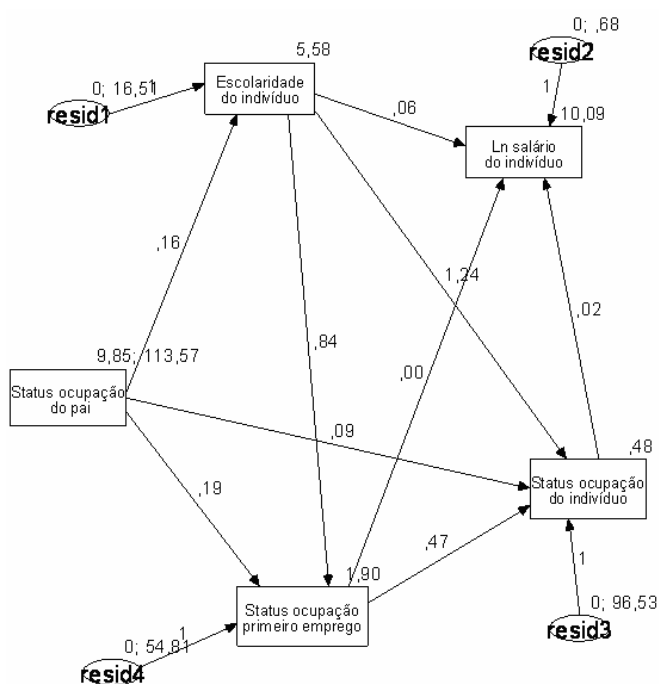 0; ,68
5,58
resid2
0; 16,51
1
Escolaridade
do indivíduo
resid1
1
10,09
,06
Ln salário
do indivíduo
,16
1,24
,84
,02
9,85; 113,57
Status ocupação
do pai
,00
,09
,48
Status ocupação
do indivíduo
,19
,47
1
1,90
Status ocupação
primeiro emprego
0; 96,53
resid3
1
0; 54,81
resid4